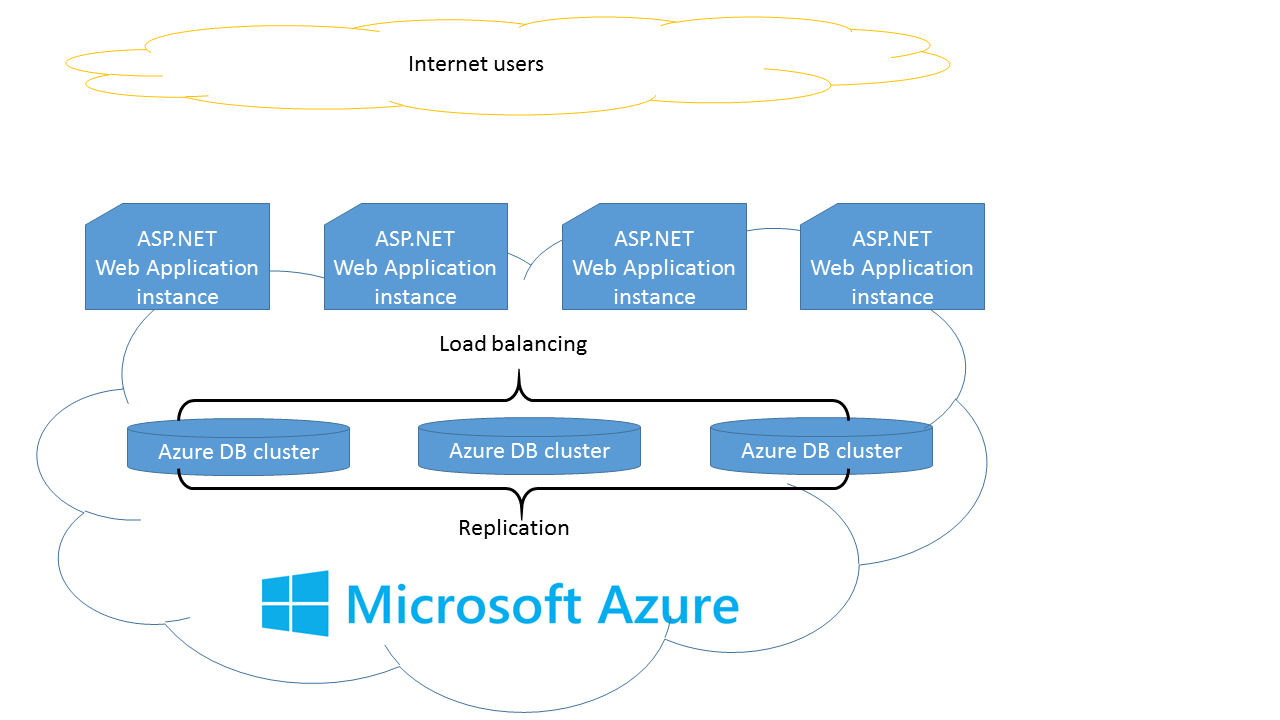 Internet users
ASP.NET ASP.NET ASP.NET ASP.NET
Web Application Web Application Web Application Web Application
instance instance instance instance
Load balancing
Azure DB cluster Azure DB cluster Azure DB cluster
Replication
Microsoft Azure